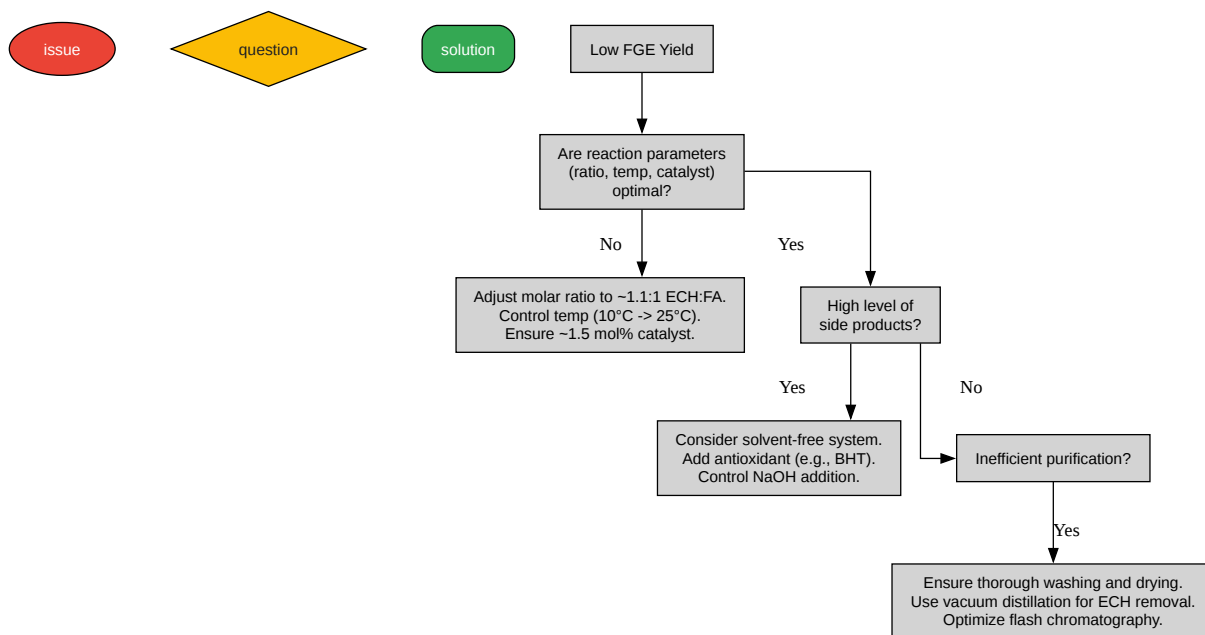 issue
question
solution
Low FGE Yield
Are reaction parameters
(ratio, temp, catalyst)
optimal?
No
Yes
Adjust molar ratio to ~1.1:1 ECH:FA.
Control temp (10°C -> 25°C).
Ensure ~1.5 mol% catalyst.
High level of
side products?
Yes
No
Consider solvent-free system.
Add antioxidant (e.g., BHT).
Control NaOH addition.
Inefficient purification?
Yes
Ensure thorough washing and drying.
Use vacuum distillation for ECH removal.
Optimize flash chromatography.